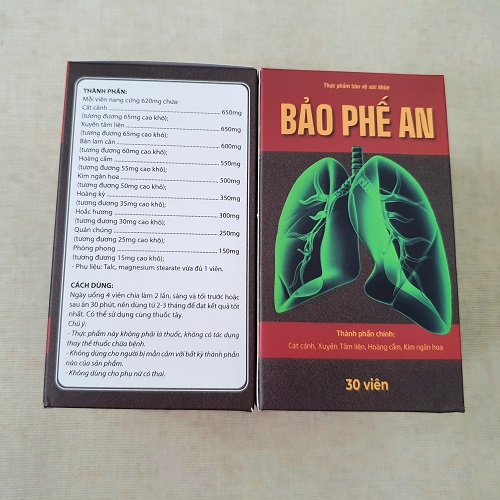 THÀNH PHẦN:
Mỗi viên nang cứng 620mg chứa:
Cát cánh 650mg
(tương đương 65mg cao khô);
Xuyên tâm liên 650mg
(tương đương 65mg cao khô);
Bản lam căn 600mg
(tương đương 60mg cao khô);
Hoàng cầm 550mg
(tương đương 55mg cao khô);
Kim ngân hoa 500mg
(tương đương 50mg cao khô);
Hoàng kỳ 350mg
(tương đương 35mg cao khô);
Hoắc hương 300mg
(tương đương 30mg cao khô);
Quán chúng 250mg
(tương đương 25mg cao khô);
Phòng phong 150mg
(tương đương 15mg cao khô);
- Phụ liệu: Talc, magnesium stearate vừa đủ 1 viên.
CÁCH DÙNG:
Ngày uống 4 viên chia làm 2 lần, sáng và tối trước hoặc
sau ăn 30 phút, nên dùng từ 2-3 tháng để đạt kết quả tốt
nhất. Có thể sử dụng cùng thuốc tây.
Chú ý:
- Thực phẩm này không phải là thuốc, không có tác dụng
thay thế thuốc chữa bệnh.
- Không dùng cho người bị mẫn cảm với bất kỳ thành phần
nào của sản phẩm.
- Không dùng cho phụ nữ có thai.
Thực phẩm bảo vệ sức khỏe
BẢO PHẾ AN
Thành phần chính:
Cát cánh, Xuyên Tâm liên, Hoàng cầm, Kim ngân hoa
30 viên